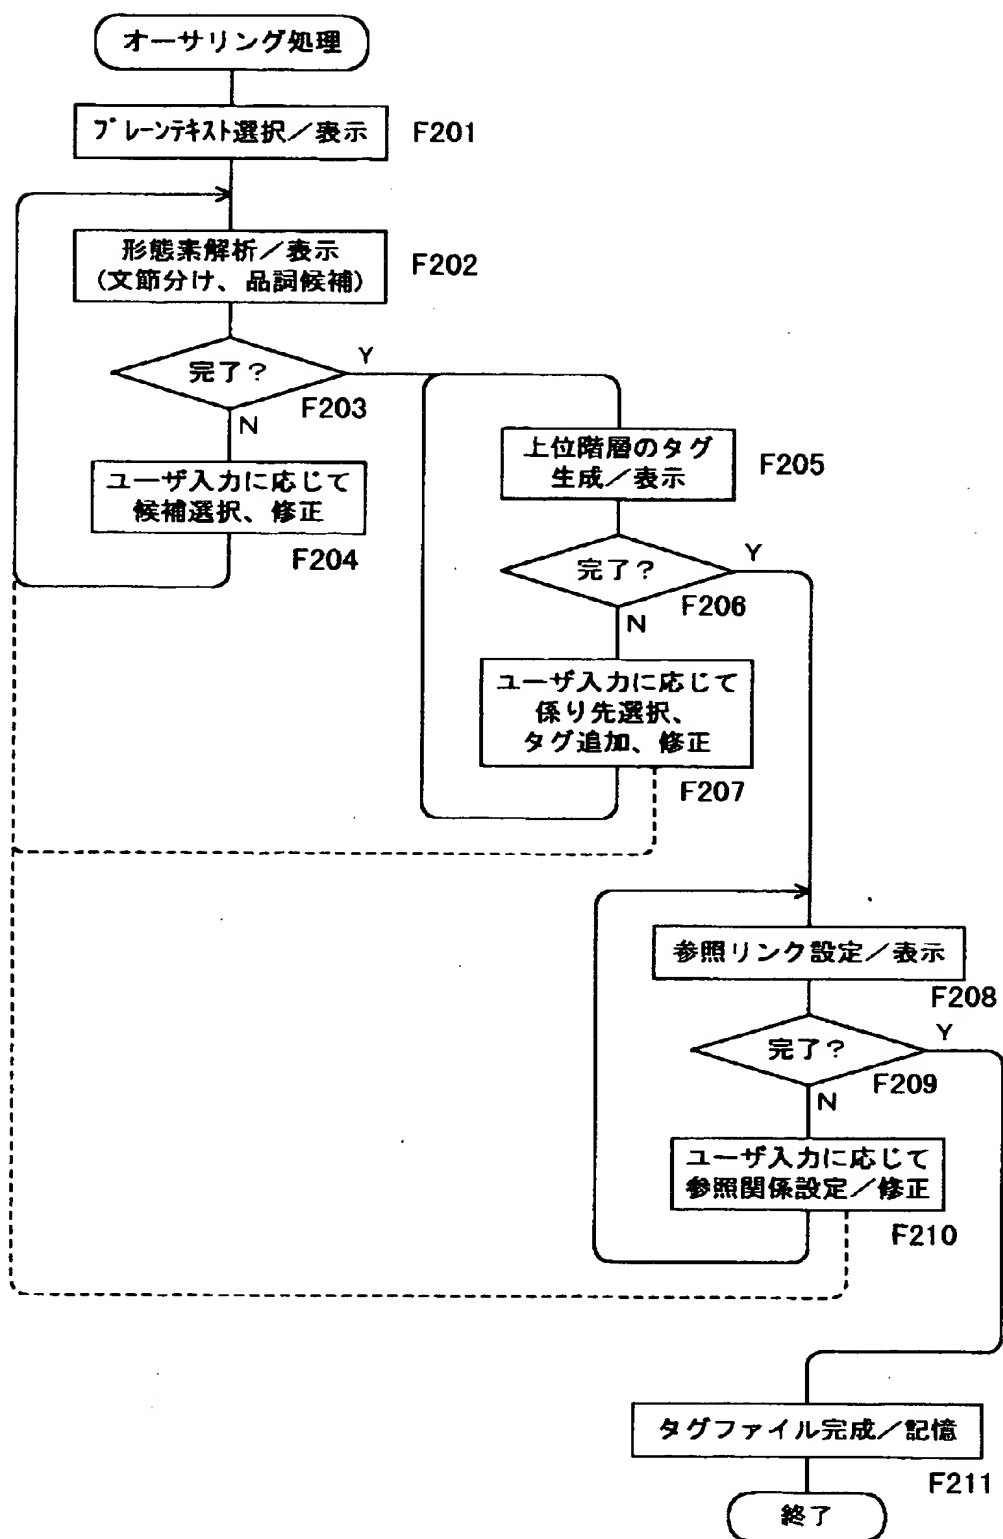 オーサリング処理
プレーンテキスト選択／表示
F201
形態素解析／表示
(文節分け、品詞候補)
F202
完了？
Y
F203
N
ユーザ入力に応じて
候補選択、修正
F204
上位階層のタグ
生成／表示
F205
完了？
Y
F206
N
ユーザ入力に応じて
係り先選択、
タグ追加、修正
F207
参照リンク設定／表示
F208
完了？
Y
F209
N
ユーザ入力に応じて
参照関係設定／修正
F210
タグファイル完成／記憶
F211
終了